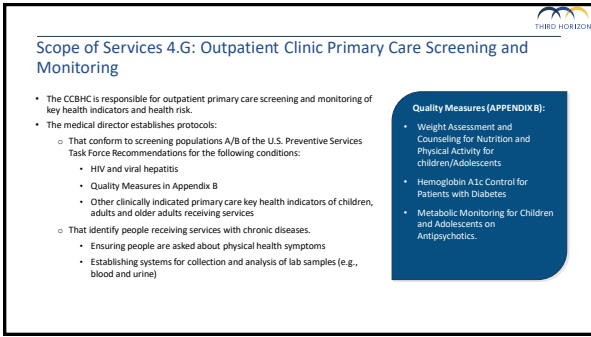 THIRD HORIZON
Scope of Services 4.G: Outpatient Clinic Primary Care Screening and
Monitoring
• The CCBHC is responsible for outpatient primary care screening and monitoring of
key health indicators and health risk.
• The medical director establishes protocols:
o That conform to screening populations A/B of the U.S. Preventive Services
Task Force Recommendations for the following conditions:
• HIV and viral hepatitis
• Quality Measures in Appendix B
• Other clinically indicated primary care key health indicators of children,
adults and older adults receiving services
o That identify people receiving services with chronic diseases.
• Ensuring people are asked about physical health symptoms
• Establishing systems for collection and analysis of lab samples (e.g.,
blood and urine)
Quality Measures (APPENDIX B):
• Weight Assessment and
Counseling for Nutrition and
Physical Activity for
children/Adolescents
• Hemoglobin A1c Control for
Patients with Diabetes
• Metabolic Monitoring for Children
and Adolescents on
Antipsychotics.